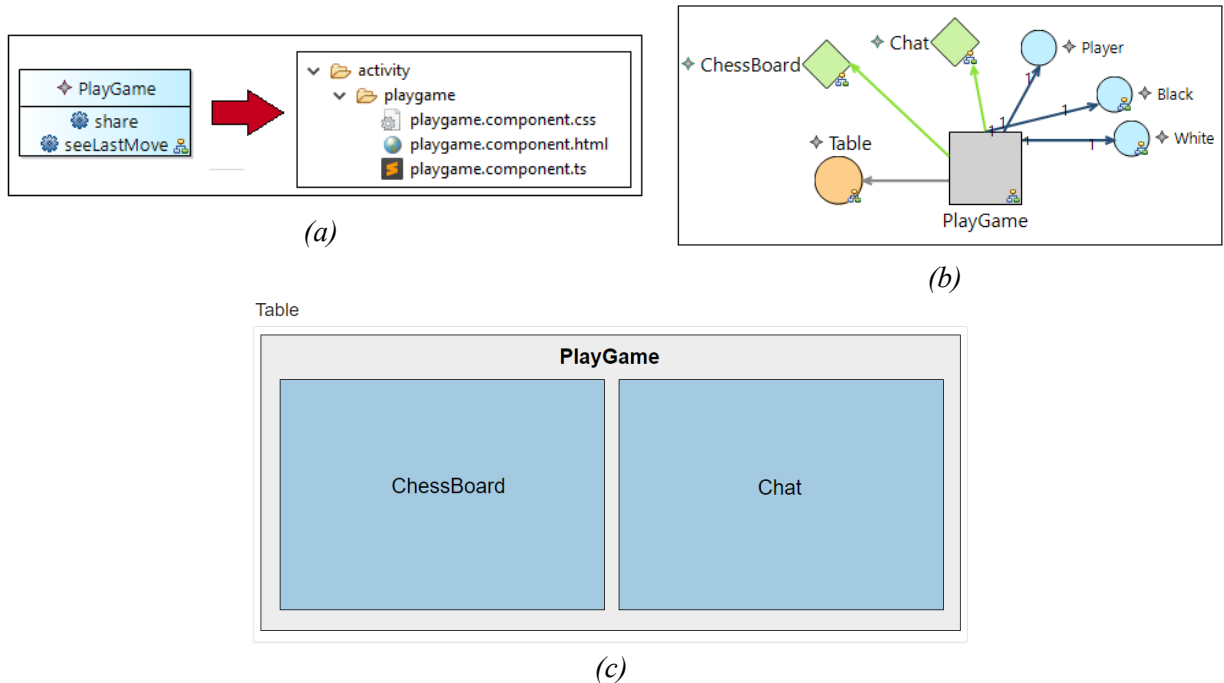 PlayGame
share
seeLastMove
activity
playgame
playgame.component.css
playgame.component.html
playgame.component.ts
(a)
ChessBoard
Chat
Player
Black
White
Table
1
1
1
1
1
1
PlayGame
(b)
Table
PlayGame
ChessBoard
Chat
(c)